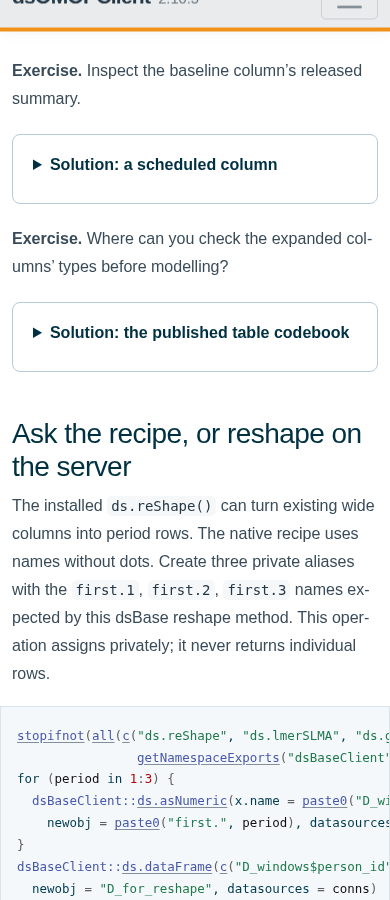 dsOMOPClient 2.10.5
Exercise. Inspect the baseline column’s released
summary.
Solution: a scheduled column
Exercise. Where can you check the expanded col-
umns’ types before modelling?
Solution: the published table codebook
Ask the recipe, or reshape on
the server
The installed ds.reShape() can turn existing wide
columns into period rows. The native recipe uses
names without dots. Create three private aliases
with the first.1, first.2, first.3 names ex-
pected by this dsBase reshape method. This oper-
ation assigns privately; it never returns individual
rows.
stopifnot(all(c("ds.reShape", "ds.lmerSLMA", "ds.g
getNamespaceExports("dsBaseClient"
for (period in 1:3) {
dsBaseClient::ds.asNumeric(x.name = paste0("D_wi
newobj = paste0("first.", period), datasources
}
dsBaseClient::ds.dataFrame(c("D_windows$person_id"
newobj = "D_for_reshape", datasources = conns)